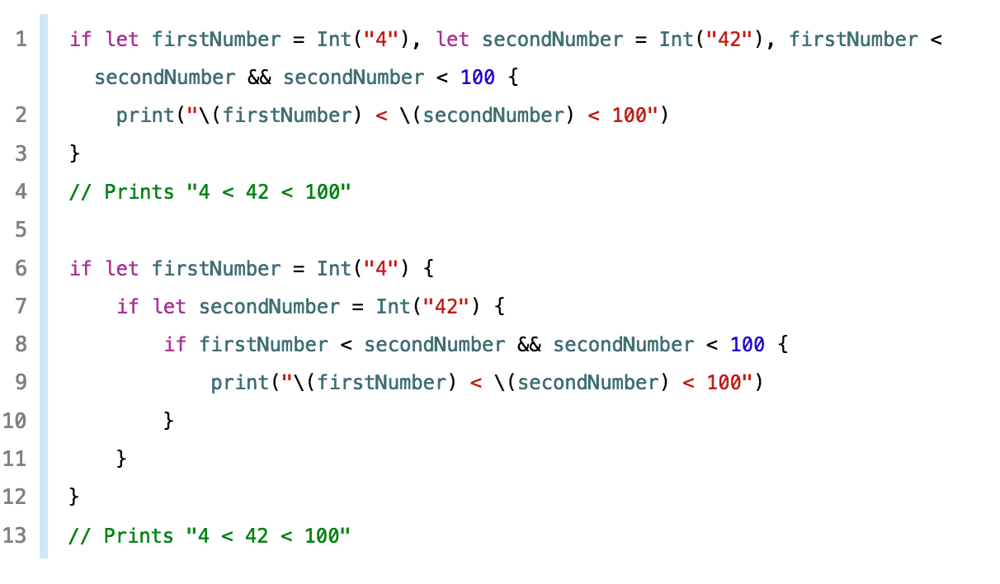 1 if let firstNumber = Int("4"), let secondNumber = Int("42"), firstNumber <
secondNumber && secondNumber < 100 {
2 print("\(firstNumber) < \(secondNumber) < 100")
3 }
4 // Prints "4 < 42 < 100"
5
6 if let firstNumber = Int("4") {
7 if let secondNumber = Int("42") {
8 if firstNumber < secondNumber && secondNumber < 100 {
9 print("\(firstNumber) < \(secondNumber) < 100")
10 }
11 }
12 }
13 // Prints "4 < 42 < 100"